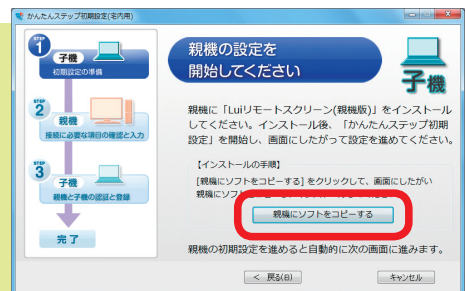 かんたんステップ初期設定(宅内用)
STEP
1
子機
初期設定の準備
STEP
2
親機
接続に必要な項目の確認と入力
STEP
3
子機
親機と子機の認証と登録
完了
親機の設定を
開始してください
子機
親機に「Luiリモートスクリーン(親機版)」をインストール
してください。インストール後、「かんたんステップ初期
設定」を開始し、画面にしたがって設定を進めてください。
【インストールの手順】
[親機にソフトをコピーする] をクリックして、画面にしたがい
親機にソフ
親機にソフトをコピーする
親機の初期設定を進めると自動的に次の画面に進みます。
< 戻る(B)
キャンセル